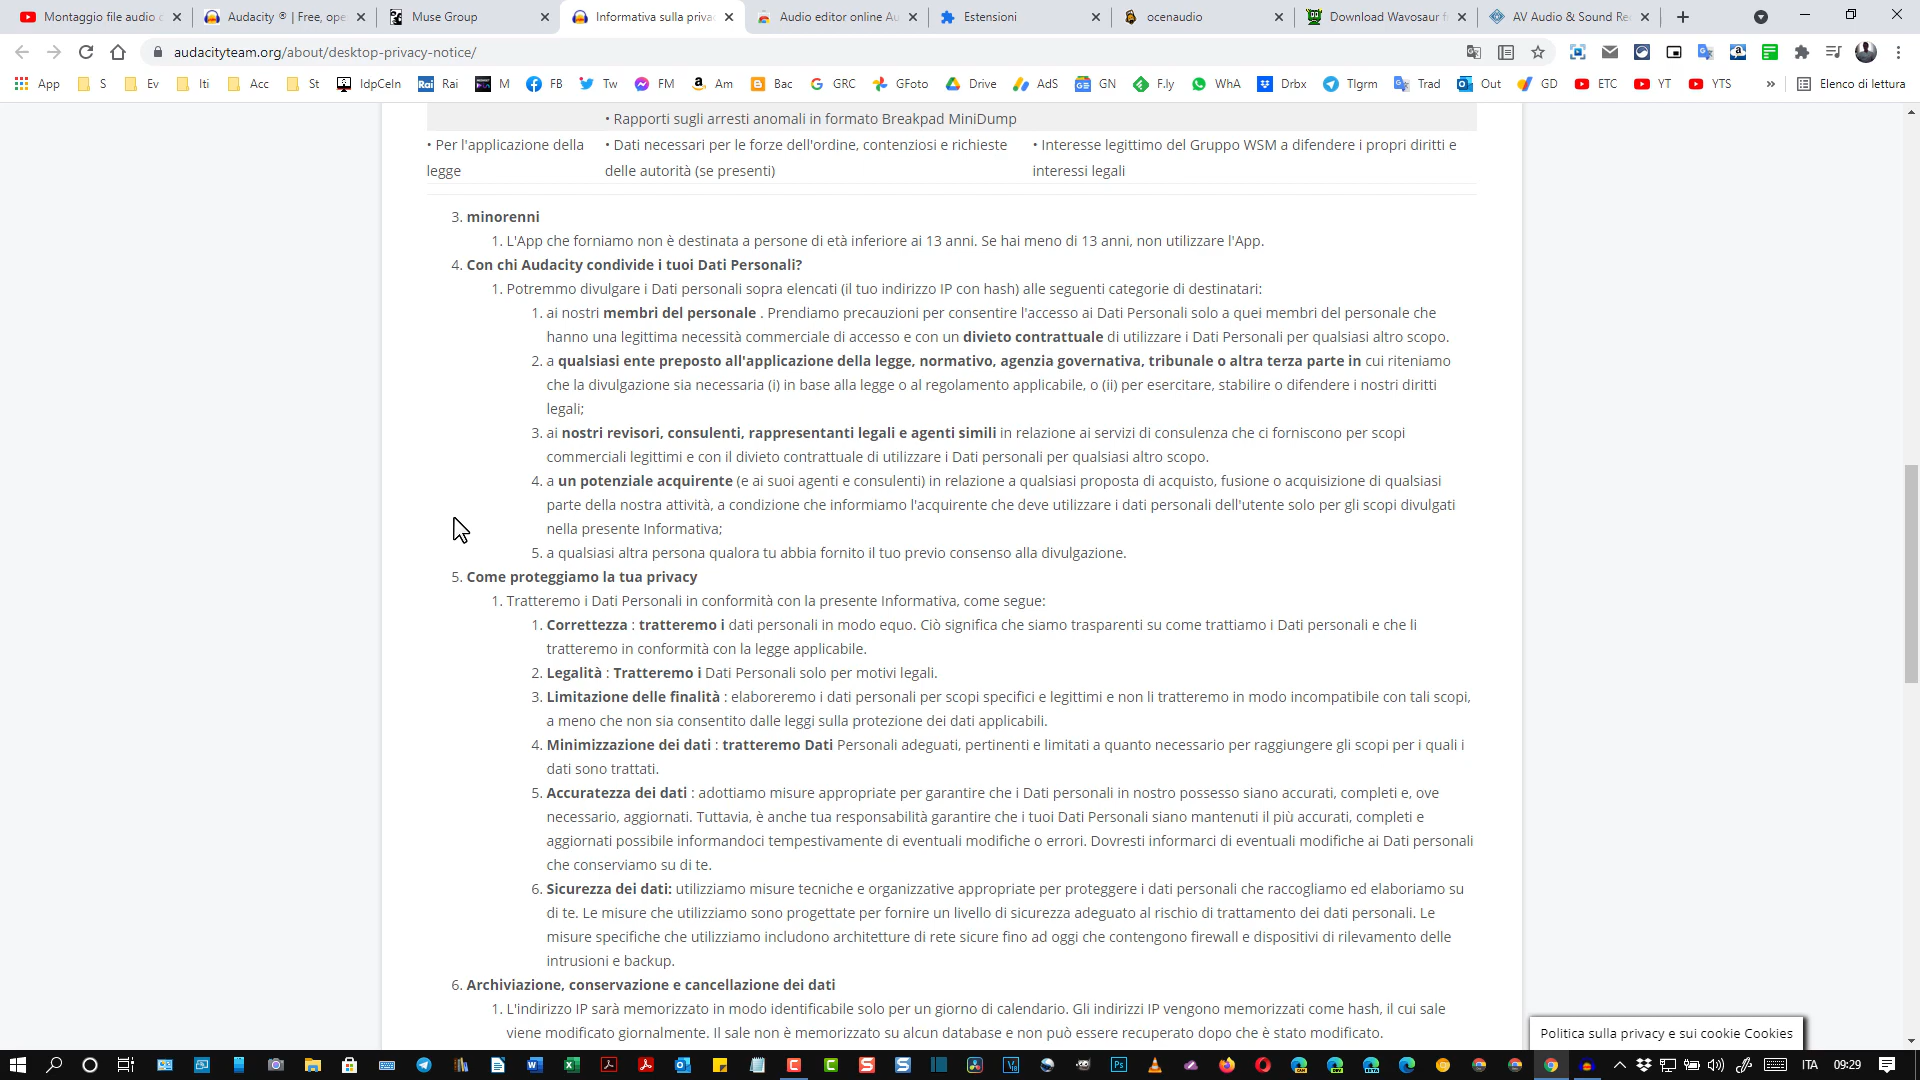 Montaggio file audio c
Audacity ® | Free, ope
Muse Group
Informativa sulla priva
Audio editor online Au
Estensioni
ocenaudio
Download Wavosaur f
AV Audio & Sound Re
audacityteam.org/about/desktop-privacy-notice/
App S Ev Iti Acc St IdpCeIn Rai Rai M FB Tw FM Am Bac GRC GFoto Drive AdS GN F.ly WhA Drbx Tlgrm Trad Out GD ETC YT YTS » Elenco di lettura
• Rapporti sugli arresti anomali in formato Breakpad MiniDump
• Per l'applicazione della
legge
• Dati necessari per le forze dell'ordine, contenziosi e richieste
delle autorità (se presenti)
• Interesse legittimo del Gruppo WSM a difendere i propri diritti e
interessi legali
3. minorenni
1. L'App che forniamo non è destinata a persone di età inferiore ai 13 anni. Se hai meno di 13 anni, non utilizzare l'App.
4. Con chi Audacity condivide i tuoi Dati Personali?
1. Potremmo divulgare i Dati personali sopra elencati (il tuo indirizzo IP con hash) alle seguenti categorie di destinatari:
1. ai nostri membri del personale . Prendiamo precauzioni per consentire l'accesso ai Dati Personali solo a quei membri del personale che
hanno una legittima necessità commerciale di accesso e con un divieto contrattuale di utilizzare i Dati Personali per qualsiasi altro scopo.
2. a qualsiasi ente preposto all'applicazione della legge, normativo, agenzia governativa, tribunale o altra terza parte in cui riteniamo
che la divulgazione sia necessaria (i) in base alla legge o al regolamento applicabile, o (ii) per esercitare, stabilire o difendere i nostri diritti
legali;
3. ai nostri revisori, consulenti, rappresentanti legali e agenti simili in relazione ai servizi di consulenza che ci forniscono per scopi
commerciali legittimi e con il divieto contrattuale di utilizzare i Dati personali per qualsiasi altro scopo.
4. a un potenziale acquirente (e ai suoi agenti e consulenti) in relazione a qualsiasi proposta di acquisto, fusione o acquisizione di qualsiasi
parte della nostra attività, a condizione che informiamo l'acquirente che deve utilizzare i dati personali dell'utente solo per gli scopi divulgati
nella presente Informativa;
5. a qualsiasi altra persona qualora tu abbia fornito il tuo previo consenso alla divulgazione.
5. Come proteggiamo la tua privacy
1. Tratteremo i Dati Personali in conformità con la presente Informativa, come segue:
1. Correttezza : tratteremo i dati personali in modo equo. Ciò significa che siamo trasparenti su come trattiamo i Dati personali e che li
tratteremo in conformità con la legge applicabile.
2. Legalità : Tratteremo i Dati Personali solo per motivi legali.
3. Limitazione delle finalità : elaboreremo i dati personali per scopi specifici e legittimi e non li tratteremo in modo incompatibile con tali scopi,
a meno che non sia consentito dalle leggi sulla protezione dei dati applicabili.
4. Minimizzazione dei dati : tratteremo Dati Personali adeguati, pertinenti e limitati a quanto necessario per raggiungere gli scopi per i quali i
dati sono trattati.
5. Accuratezza dei dati : adottiamo misure appropriate per garantire che i Dati personali in nostro possesso siano accurati, completi e, ove
necessario, aggiornati. Tuttavia, è anche tua responsabilità garantire che i tuoi Dati Personali siano mantenuti il più accurati, completi e
aggiornati possibile informandoci tempestivamente di eventuali modifiche o errori. Dovresti informarci di eventuali modifiche ai Dati personali
che conserviamo su di te.
6. Sicurezza dei dati: utilizziamo misure tecniche e organizzative appropriate per proteggere i dati personali che raccogliamo ed elaboriamo su
di te. Le misure che utilizziamo sono progettate per fornire un livello di sicurezza adeguato al rischio di trattamento dei dati personali. Le
misure specifiche che utilizziamo includono architetture di rete sicure fino ad oggi che contengono firewall e dispositivi di rilevamento delle
intrusioni e backup.
6. Archiviazione, conservazione e cancellazione dei dati
1. L'indirizzo IP sarà memorizzato in modo identificabile solo per un giorno di calendario. Gli indirizzi IP vengono memorizzati come hash, il cui sale
viene modificato giornalmente. Il sale non è memorizzato su alcun database e non può essere recuperato dopo che è stato modificato.
Politica sulla privacy e sui cookie Cookies
ITA 09:29